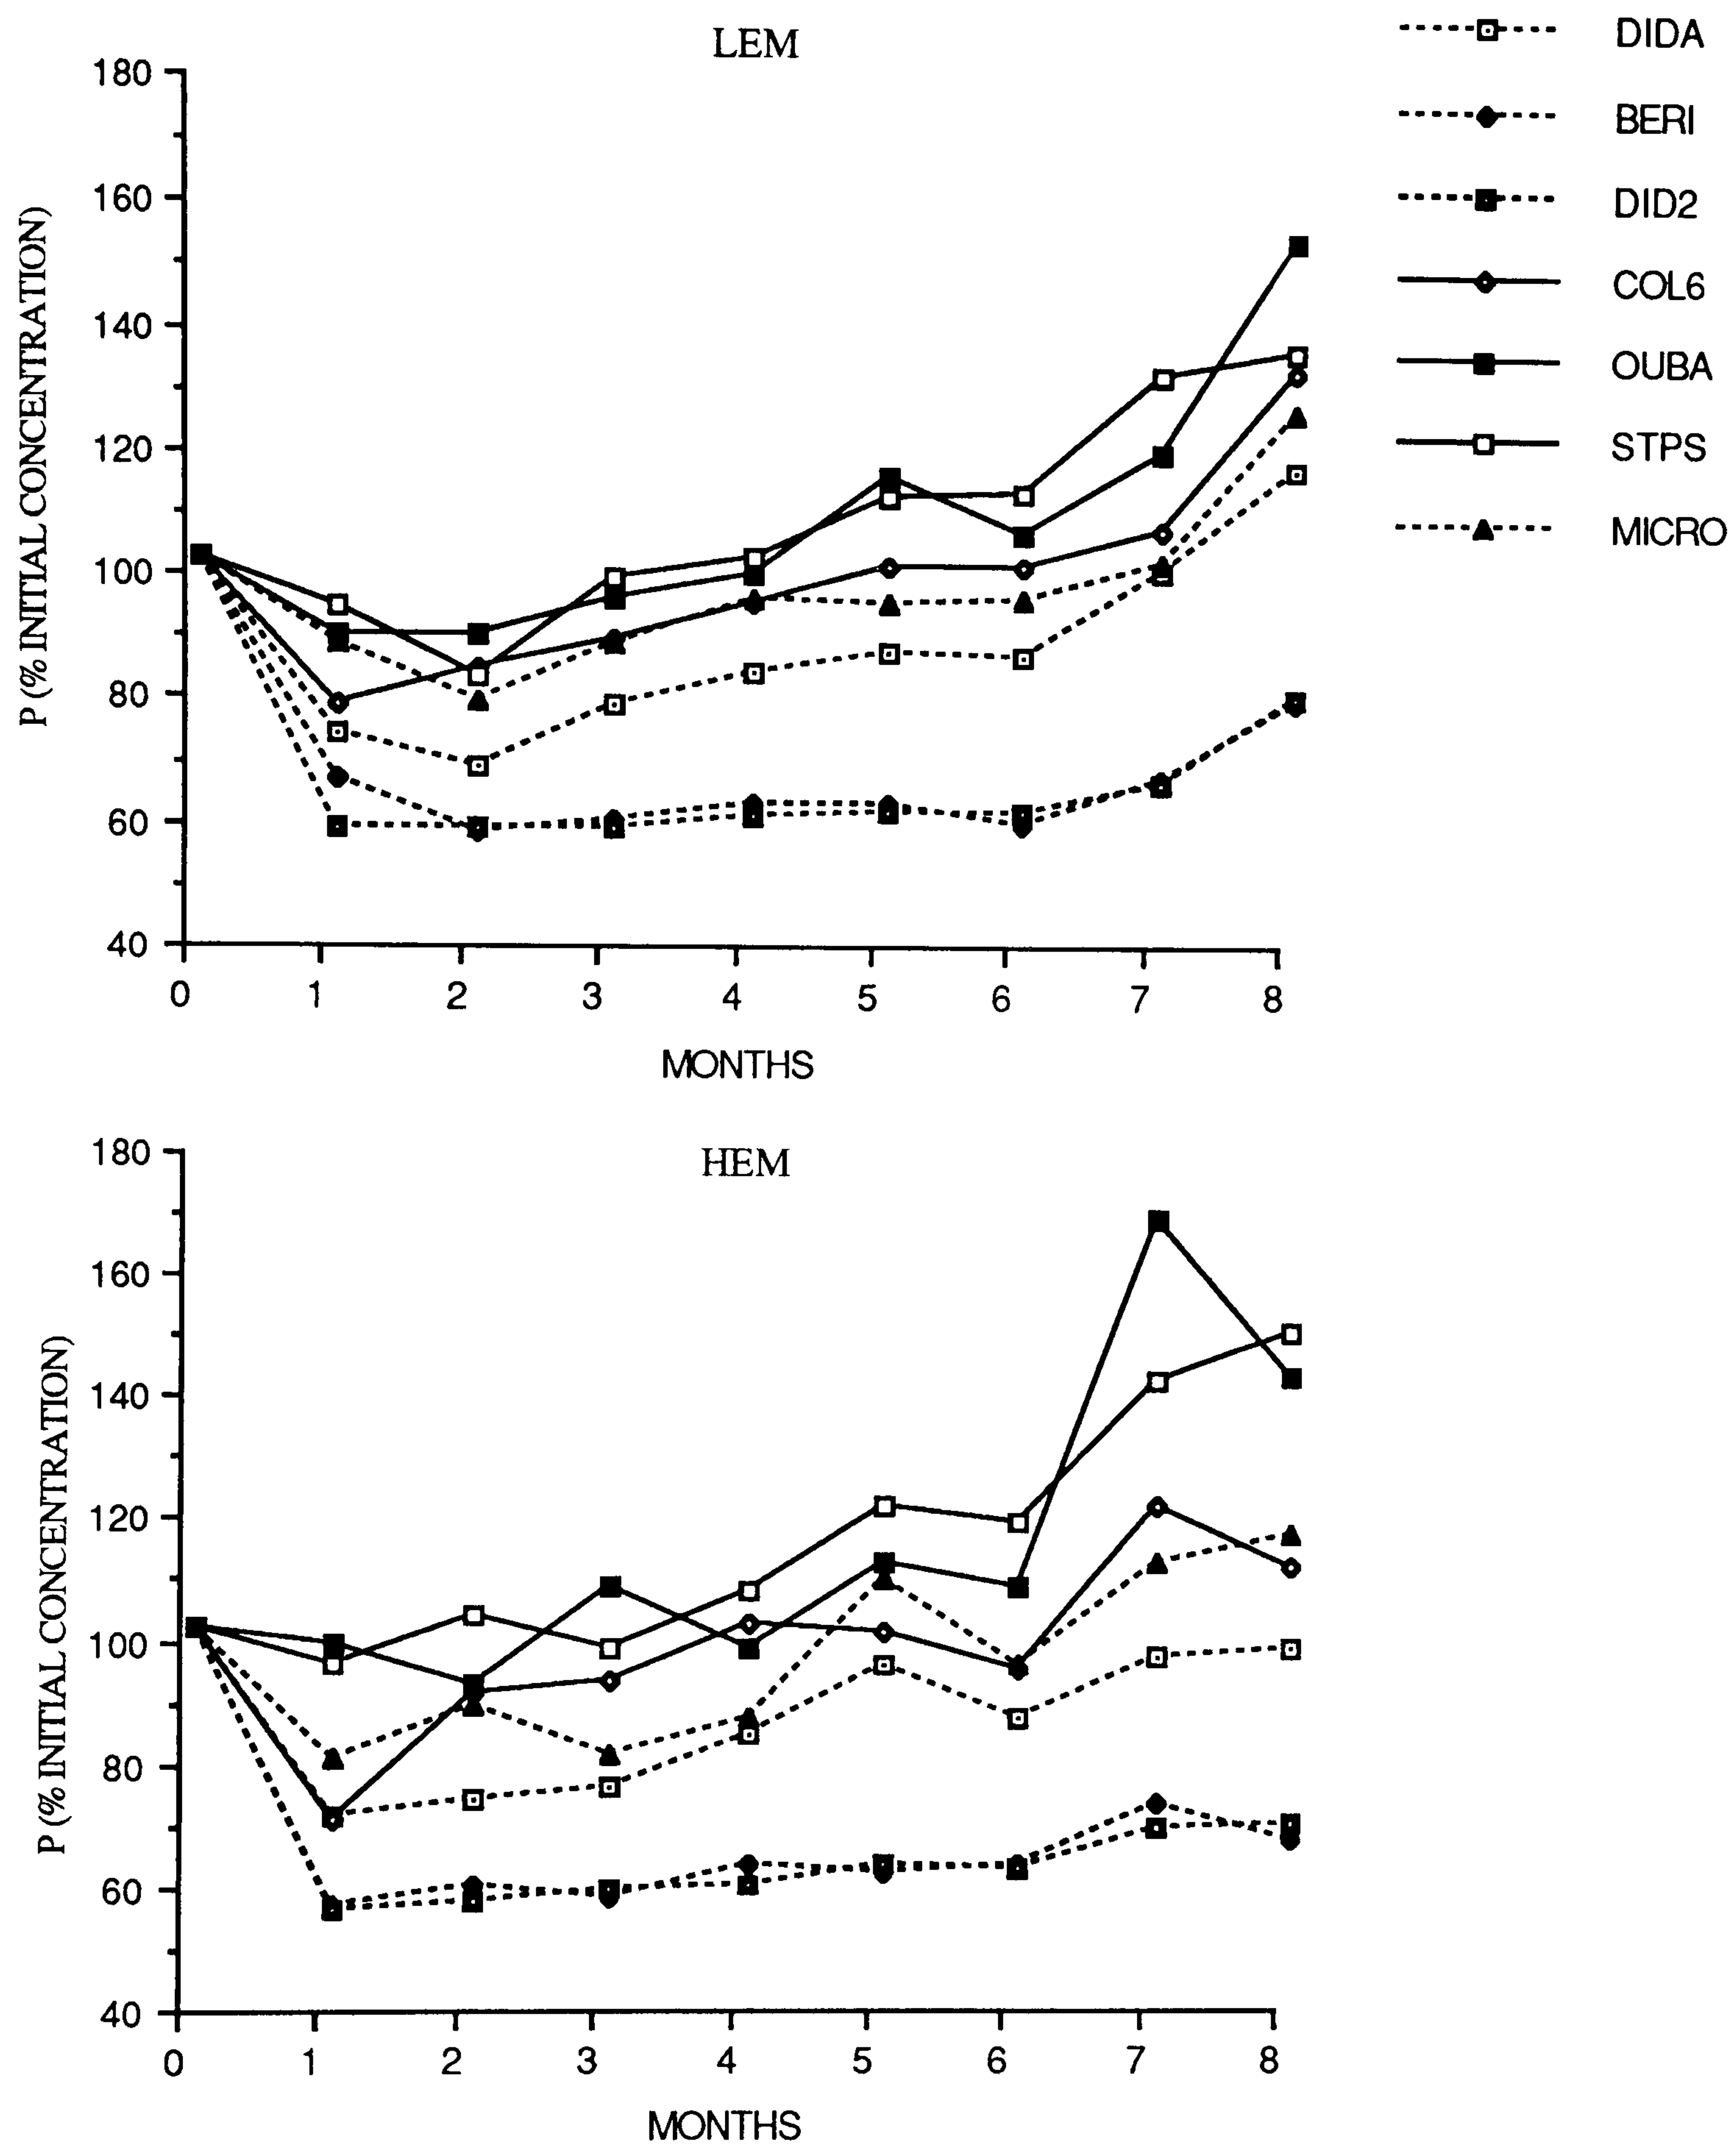 LEM
DIDA
BERI
DID2
COL6
OUBA
STPS
MICRO
P (% INITIAL CONCENTRATION)
180
160
140
120
100
80
60
40
0 1 2 3 4 5 6 7 8
MONTHS
HEM
P (% INITIAL CONCENTRATION)
180
160
140
120
100
80
60
40
0 1 2 3 4 5 6 7 8
MONTHS